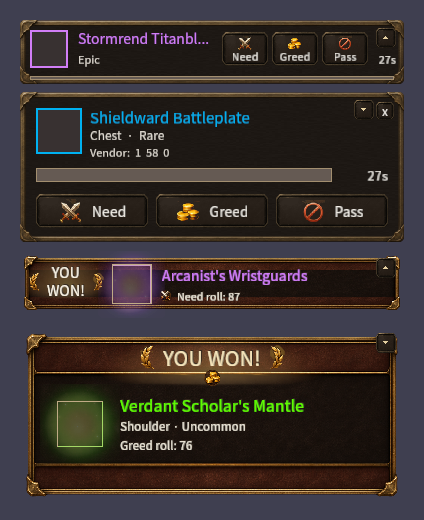 Stormrend Titanbl...
Epic
Need
Greed
Pass
27s
Shieldward Battleplate
X
Chest · Rare
Vendor: 1 58 0
27s
Need
Greed
Pass
YOU
WON!
Arcanist's Wristguards
Need roll: 87
YOU WON!
Verdant Scholar's Mantle
Shoulder · Uncommon
Greed roll: 76